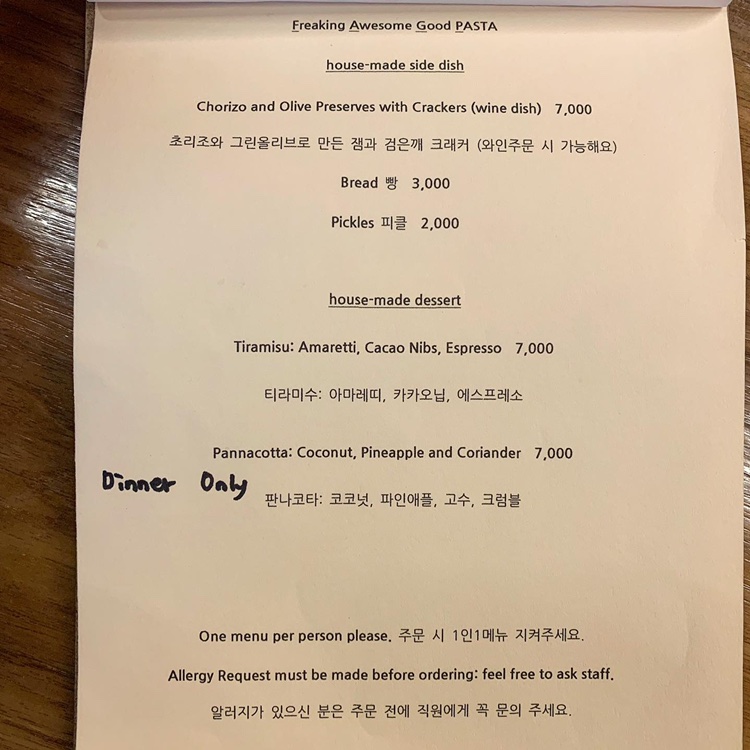 Freaking Awesome Good PASTA
house-made side dish
Chorizo and Olive Preserves with Crackers (wine dish) 7,000
초리조와 그린올리브로 만든 잼과 검은깨 크래커 (와인주문 시 가능해요)
Bread 빵 3,000
Pickles 피클 2,000
house-made dessert
Tiramisu: Amaretti, Cacao Nibs, Espresso 7,000
티라미수: 아마레띠, 카카오닙, 에스프레소
Pannacotta: Coconut, Pineapple and Coriander 7,000
Dinner Only
판나코타: 코코넛, 파인애플, 고수, 크럼블
One menu per person please. 주문 시 1인1메뉴 지켜주세요.
Allergy Request must be made before ordering: feel free to ask staff.
알러지가 있으신 분은 주문 전에 직원에게 꼭 문의 주세요.